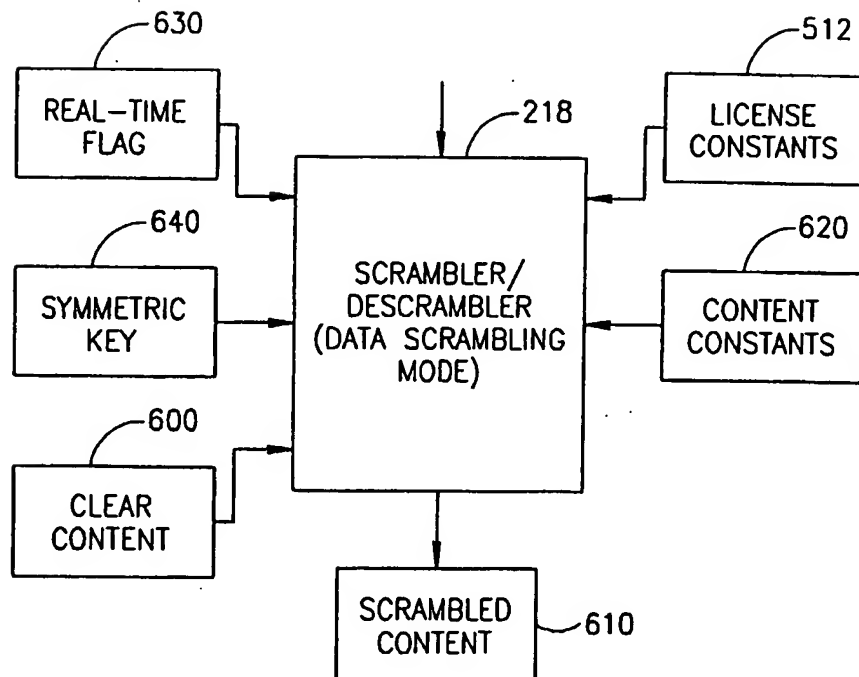 630
REAL-TIME
FLAG
512
LICENSE
CONSTANTS
218
SCRAMBLER/
DESCRAMBLER
(DATA SCRAMBLING
MODE)
640
SYMMETRIC
KEY
620
CONTENT
CONSTANTS
600
CLEAR
CONTENT
SCRAMBLED
CONTENT
610